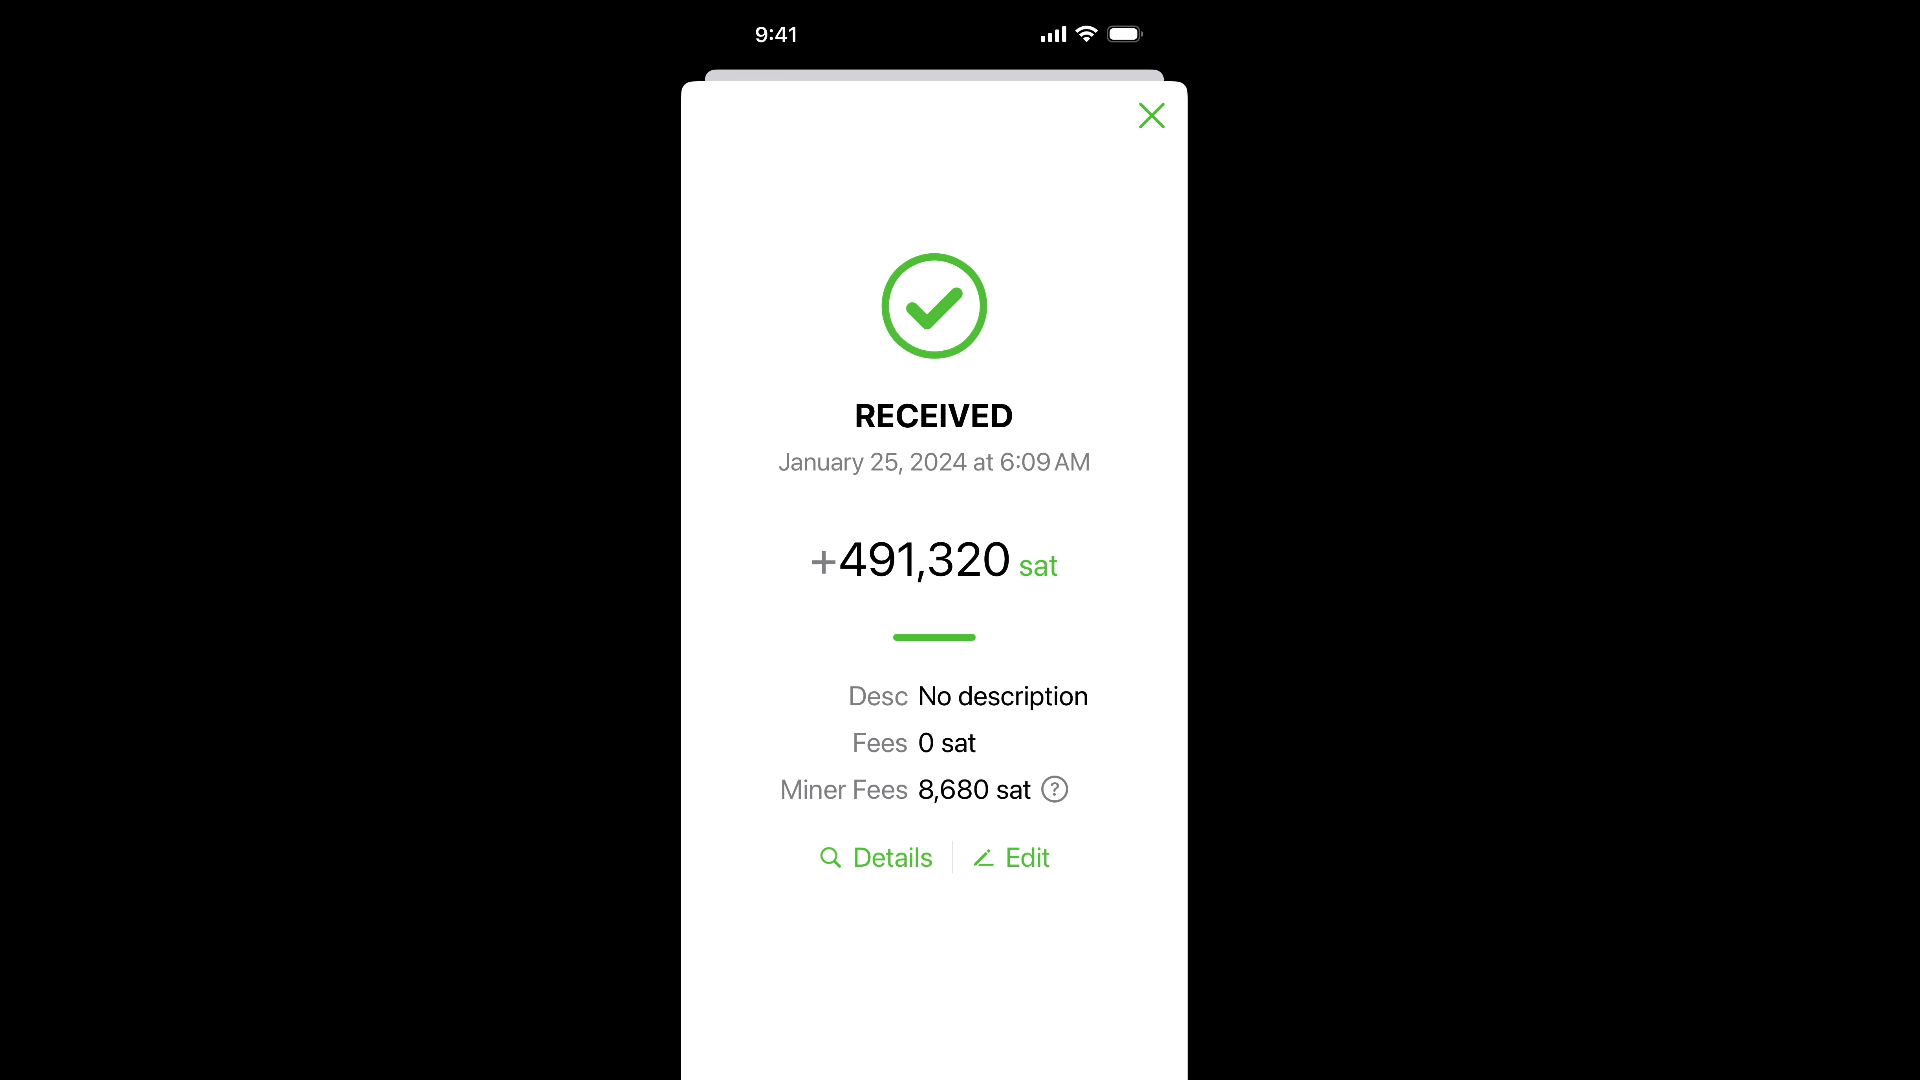 9:41
RECEIVED
January 25, 2024 at 6:09 AM
+491,320 sat
Desc No description
Fees 0 sat
Miner Fees 8,680 sat ?
Details Edit